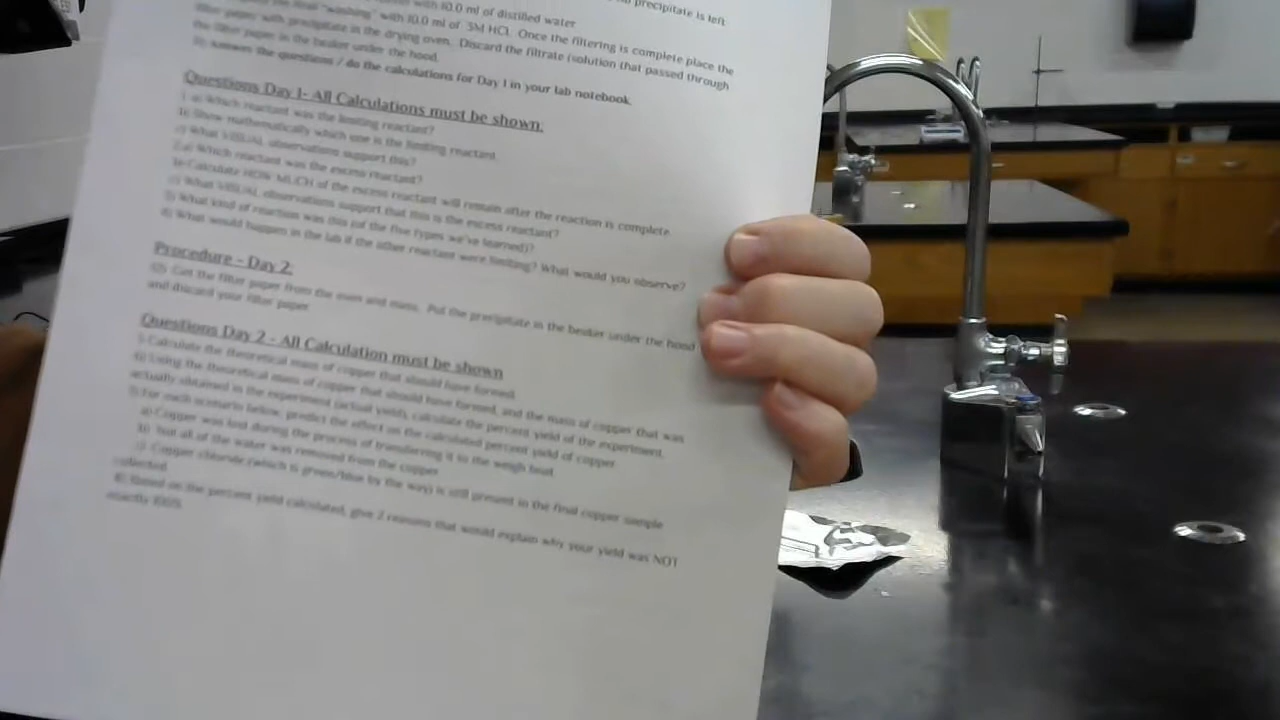 precipitate is left
with 10.0 ml of distilled water
"washing" with 10.0 ml of 3M HCl. Once the filtering is complete place the
filter paper with precipitate in the drying oven. Discard the filtrate (solution that passed through
the filter paper in the beaker under the hood.
Answer the questions / do the calculations for Day 1 in your lab notebook.
Questions Day 1- All Calculations must be shown.
1. a) Which reactant was the limiting reactant?
b) Show mathematically which one is the limiting reactant.
c) What VISUAL observations support this?
2.a) Which reactant was the excess reactant?
b) Calculate HOW MUCH of the excess reactant will remain after the reaction is complete.
c) What VISUAL observations support that this is the excess reactant?
3) What kind of reaction was this (of the five types we've learned)?
4) What would happen in the lab if the other reactant were limiting? What would you observe?
Procedure - Day 2:
Get the filter paper from the oven and mass. Put the precipitate in the beaker under the hood
and discard your filter paper.
Questions Day 2 - All Calculation must be shown
5) Calculate the theoretical mass of copper that should have formed.
6) Using the theoretical mass of copper that should have formed, and the mass of copper that was
actually obtained in the experiment (actual yield), calculate the percent yield of the experiment.
7) For each scenario below, predict the effect on the calculated percent yield of copper
a) Copper was lost during the process of transferring it to the weigh boat
b) Not all of the water was removed from the copper
c) Copper chloride (which is green/blue by the way) is still present in the final copper sample
collected.
8) Based on the percent yield calculated, give 2 reasons that would explain why your yield was NOT
exactly 100%